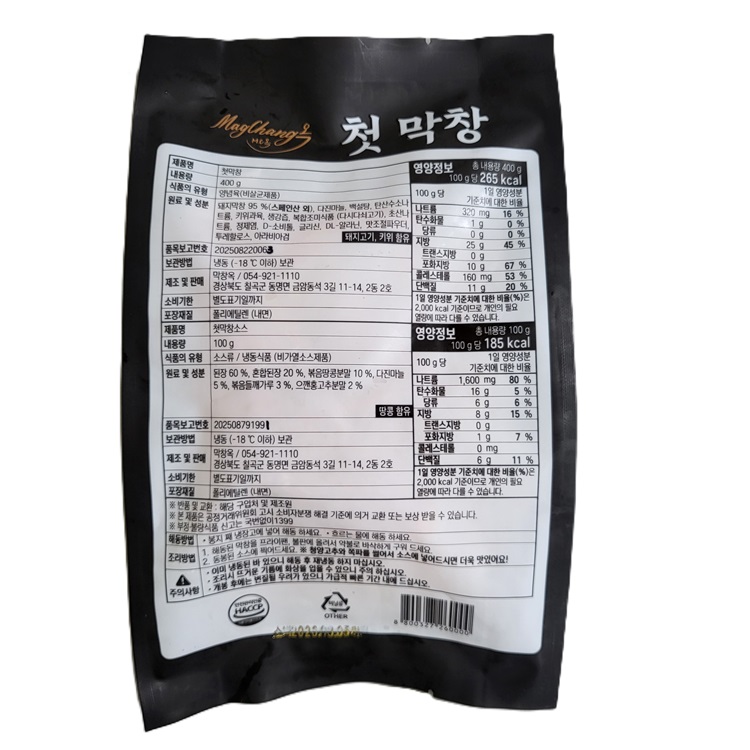 MagChang 옥
첫 막창
제품명 첫막창
내용량 400 g
식품의 유형 양념육(비살균제품)
원료 및 성분 돼지막창 95 %(스페인산 외), 다진마늘, 백설탕, 탄산수소나
트륨, 키위과육, 생강즙, 복합조미식품 (다시다쇠고기), 초산나
트륨, 정제염, D-소비톨, 글리신, DL-알라닌, 맛조절파우더,
투레할로스, 아라비아검
돼지고기, 키위 함유
품목보고번호 20250822006
보관방법 냉동 (-18 ℃ 이하) 보관
제조 및 판매 막창옥 / 054-921-1110
경상북도 칠곡군 동명면 금암동석 3길 11-14, 2동 2호
소비기한 별도표기일까지
포장재질 폴리에틸렌 (내면)
제품명 첫막창소스
내용량 100 g
식품의 유형 소스류 / 냉동식품 (비가열소스제품)
원료 및 성분 된장 60 %, 혼합된장 20 %, 볶음땅콩분말 10 %, 다진마늘
5 %, 볶음들깨가루 3 %, 으깬홍고추분말 2 %
땅콩 함유
품목보고번호 20250879199
보관방법 냉동 (-18 ℃ 이하) 보관
제조 및 판매 막창옥 / 054-921-1110
경상북도 칠곡군 동명면 금암동석 3길 11-14, 2동 2호
소비기한 별도표기일까지
포장재질 폴리에틸렌 (내면)
※ 반품 및 교환 : 해당 구입처 및 제조원
※ 본 제품은 공정거래위원회 고시 소비자분쟁 해결 기준에 의거 교환 또는 보상 받을 수 있습니다.
※ 부정·불량식품 신고는 국번없이1399
해동방법 • 봉지 째 냉장고에 넣어 해동 하세요. • 흐르는 물에 해동 하세요.
조리방법 1. 해동된 막창을 프라이팬, 불판에 올려서 약불로 바삭하게 구워 드세요.
2. 동봉된 소스에 찍어드세요. ※ 청양고추와 쪽파를 썰어서 소스에 넣어드시면 더욱 맛있어요!
주의사항 • 이미 냉동된 바 있으니 해동 후 재냉동 하지 마십시오.
• 조리시 뜨거운 기름에 화상을 입을 수 있으니 주의 하십시오.
• 개봉 후에는 변질될 우려가 있으니 가급적 빠른 기간 내에 드십시오.
영양정보 총 내용량 400 g
100 g 당 265 kcal
100 g 당 1일 영양성분
기준치에 대한 비율
나트륨 320 mg 16 %
탄수화물 1 g 0 %
당류 0 g 0 %
지방 25 g 45 %
트랜스지방 0 g
포화지방 10 g 67 %
콜레스테롤 160 mg 53 %
단백질 11 g 20 %
1일 영양성분 기준치에 대한 비율(%)은
2,000 kcal 기준이므로 개인의 필요
열량에 따라 다를 수 있습니다.
영양정보 총 내용량 100 g
100 g 당 185 kcal
100 g 당 1일 영양성분
기준치에 대한 비율
나트륨 1,600 mg 80 %
탄수화물 16 g 5 %
당류 6 g 6 %
지방 8 g 15 %
트랜스지방 0 g
포화지방 1 g 7 %
콜레스테롤 0 mg
단백질 6 g 11 %
1일 영양성분 기준치에 대한 비율(%)은
2,000 kcal 기준이므로 개인의 필요
열량에 따라 다를 수 있습니다.
HACCP
OTHER